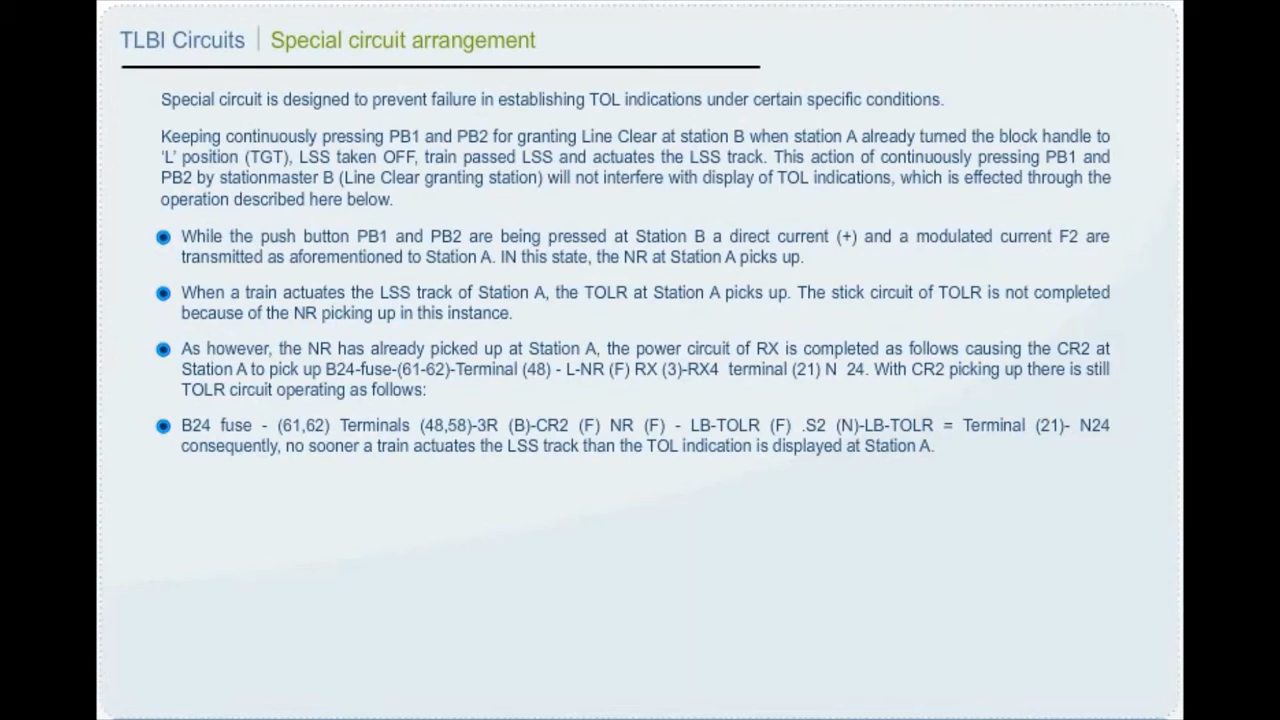 TLBI Circuits | Special circuit arrangement
Special circuit is designed to prevent failure in establishing TOL indications under certain specific conditions.
Keeping continuously pressing PB1 and PB2 for granting Line Clear at station B when station A already turned the block handle to
‘L’ position (TGT), LSS taken OFF, train passed LSS and actuates the LSS track. This action of continuously pressing PB1 and
PB2 by stationmaster B (Line Clear granting station) will not interfere with display of TOL indications, which is effected through the
operation described here below.
While the push button PB1 and PB2 are being pressed at Station B a direct current (+) and a modulated current F2 are
transmitted as aforementioned to Station A. IN this state, the NR at Station A picks up.
When a train actuates the LSS track of Station A, the TOLR at Station A picks up. The stick circuit of TOLR is not completed
because of the NR picking up in this instance.
As however, the NR has already picked up at Station A, the power circuit of RX is completed as follows causing the CR2 at
Station A to pick up B24-fuse-(61-62)-Terminal (48) - L-NR (F) RX (3)-RX4 terminal (21) N 24. With CR2 picking up there is still
TOLR circuit operating as follows:
B24 fuse - (61,62) Terminals (48,58)-3R (B)-CR2 (F) NR (F) - LB-TOLR (F) .S2 (N)-LB-TOLR = Terminal (21)- N24
consequently, no sooner a train actuates the LSS track than the TOL indication is displayed at Station A.